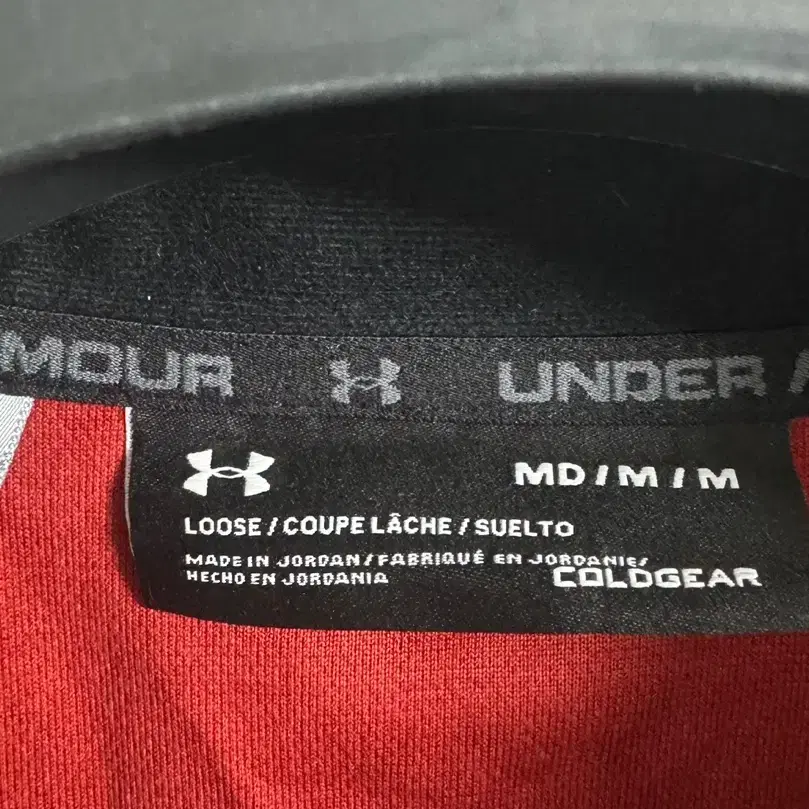 MOUR UNDER A
MD / M / M
LOOSE / COUPE LÂCHE / SUELTO
MADE IN JORDAN / FABRIQUÉ EN JORDANIE /
HECHO EN JORDANIA
COLDGEAR